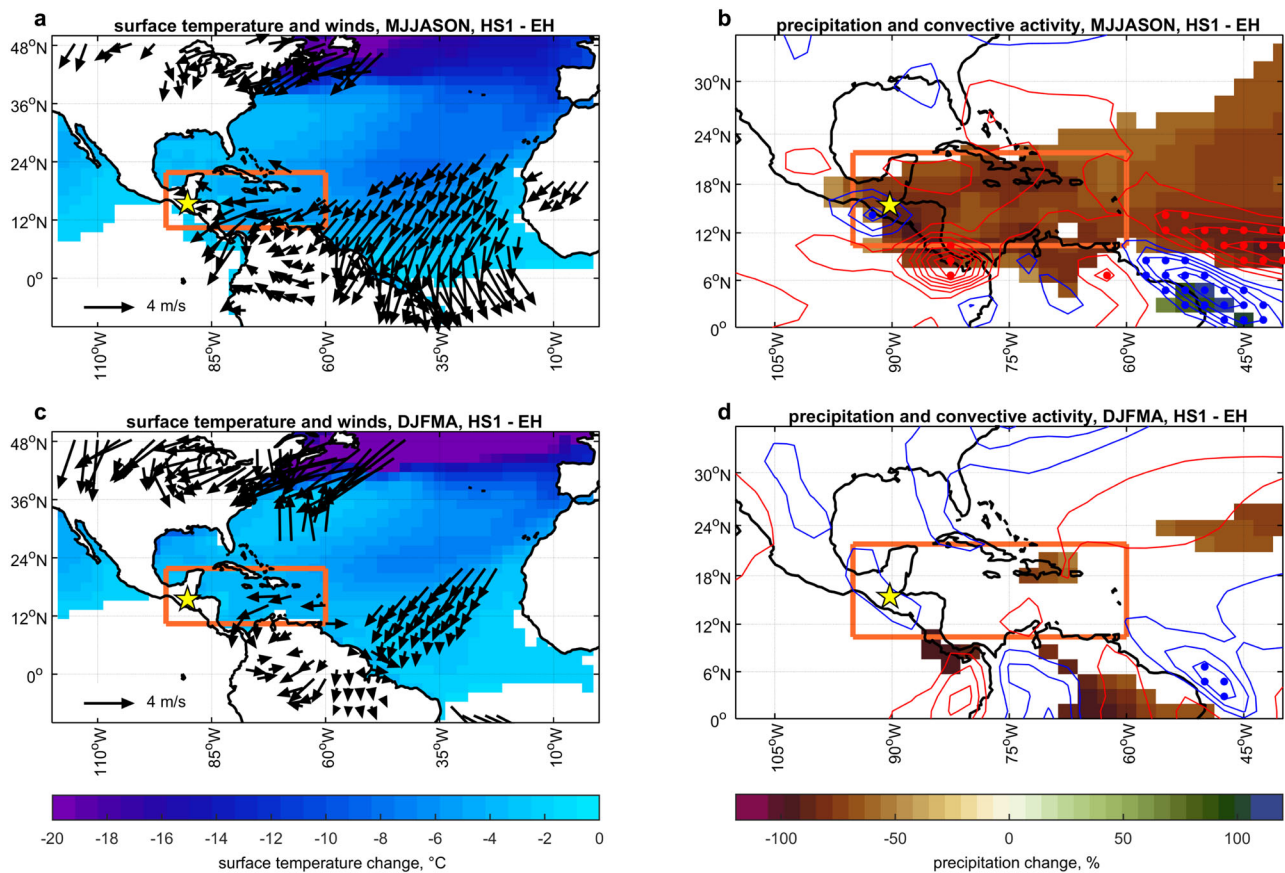 a
surface temperature and winds, MJJASON, HS1 - EH
48°N
36°N
24°N
12°N
0°
4 m/s
110°W
85°W
60°W
35°W
10°W
b
precipitation and convective activity, MJJASON, HS1 - EH
30°N
24°N
18°N
12°N
6°N
0°
105°W
90°W
75°W
60°W
45°W
c
surface temperature and winds, DJFMA, HS1 - EH
48°N
36°N
24°N
12°N
0°
4 m/s
110°W
85°W
60°W
35°W
10°W
d
precipitation and convective activity, DJFMA, HS1 - EH
30°N
24°N
18°N
12°N
6°N
0°
105°W
90°W
75°W
60°W
45°W
-20 -18 -16 -14 -12 -10 -8 -6 -4 -2 0
surface temperature change, °C
-100 -50 0 50 100
precipitation change, %